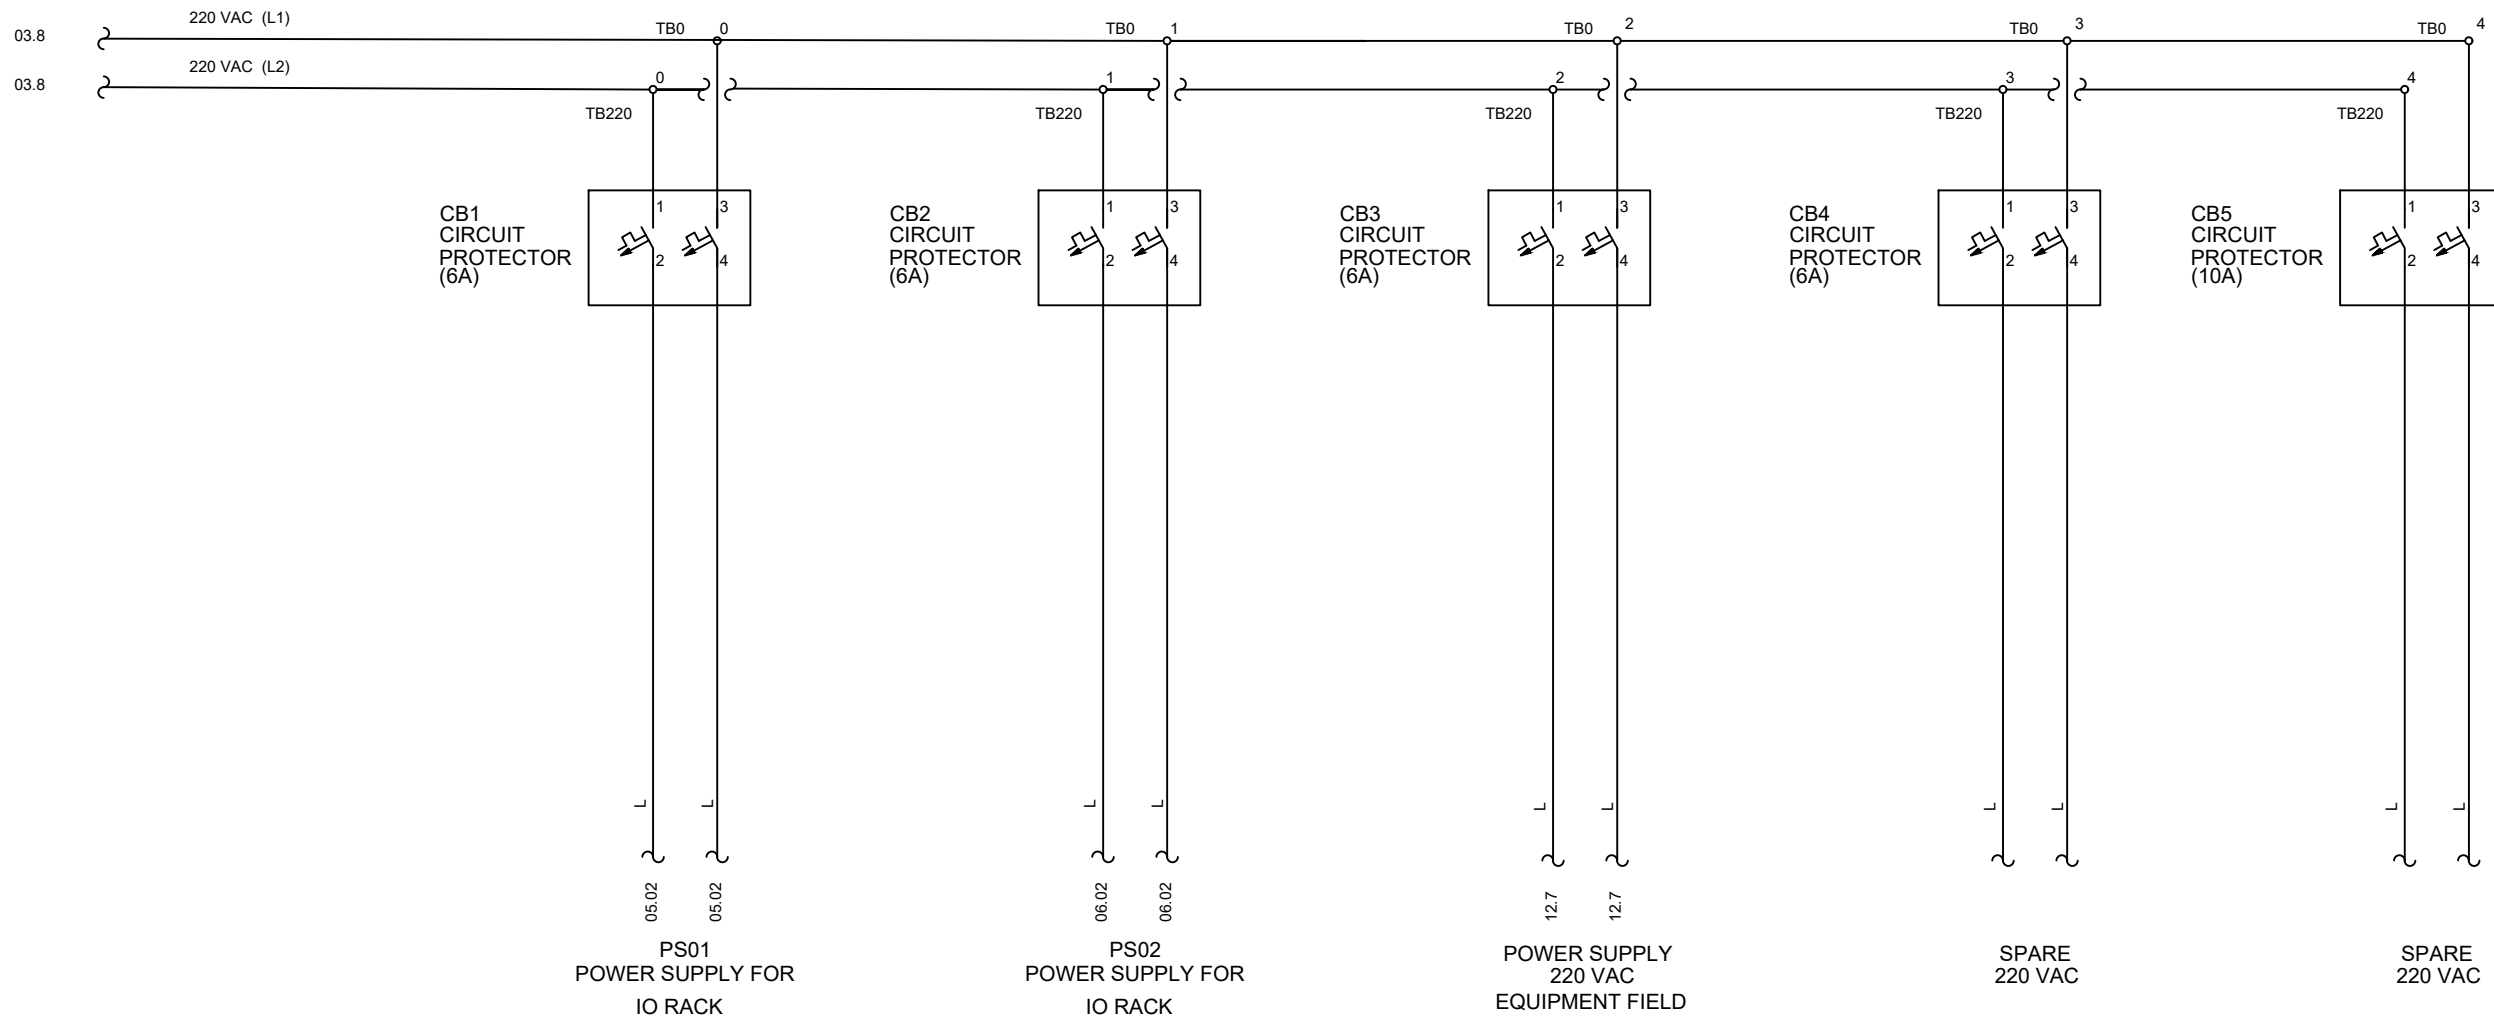 220 VAC (L1)
03.8
TB0 0
TB0 1
TB0 2
TB0 3
TB0 4
220 VAC (L2)
03.8
0
1
2
3
4
TB220
TB220
TB220
TB220
TB220
CB1
CIRCUIT
PROTECTOR
(6A)
1 3
2 4
CB2
CIRCUIT
PROTECTOR
(6A)
1 3
2 4
CB3
CIRCUIT
PROTECTOR
(6A)
1 3
2 4
CB4
CIRCUIT
PROTECTOR
(6A)
1 3
2 4
CB5
CIRCUIT
PROTECTOR
(10A)
1 3
2 4
L L
L L
L L
L L
L L
05.02 05.02
06.02 06.02
12.7 12.7
PS01
POWER SUPPLY FOR
IO RACK
PS02
POWER SUPPLY FOR
IO RACK
POWER SUPPLY
220 VAC
EQUIPMENT FIELD
SPARE
220 VAC
SPARE
220 VAC